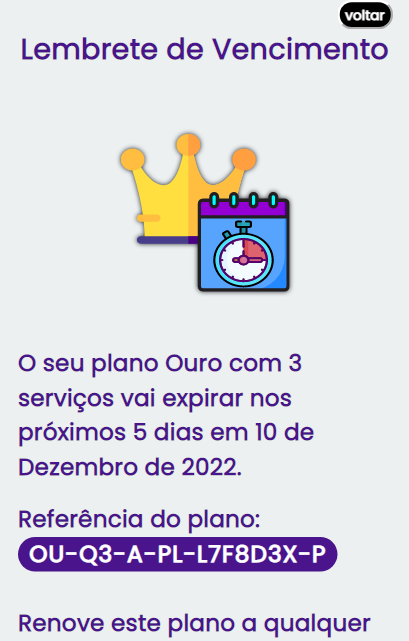 voltar
Lembrete de Vencimento
O seu plano Ouro com 3
serviços vai expirar nos
próximos 5 dias em 10 de
Dezembro de 2022.
Referência do plano:
OU-Q3-A-PL-L7F8D3X-P
Renove este plano a qualquer